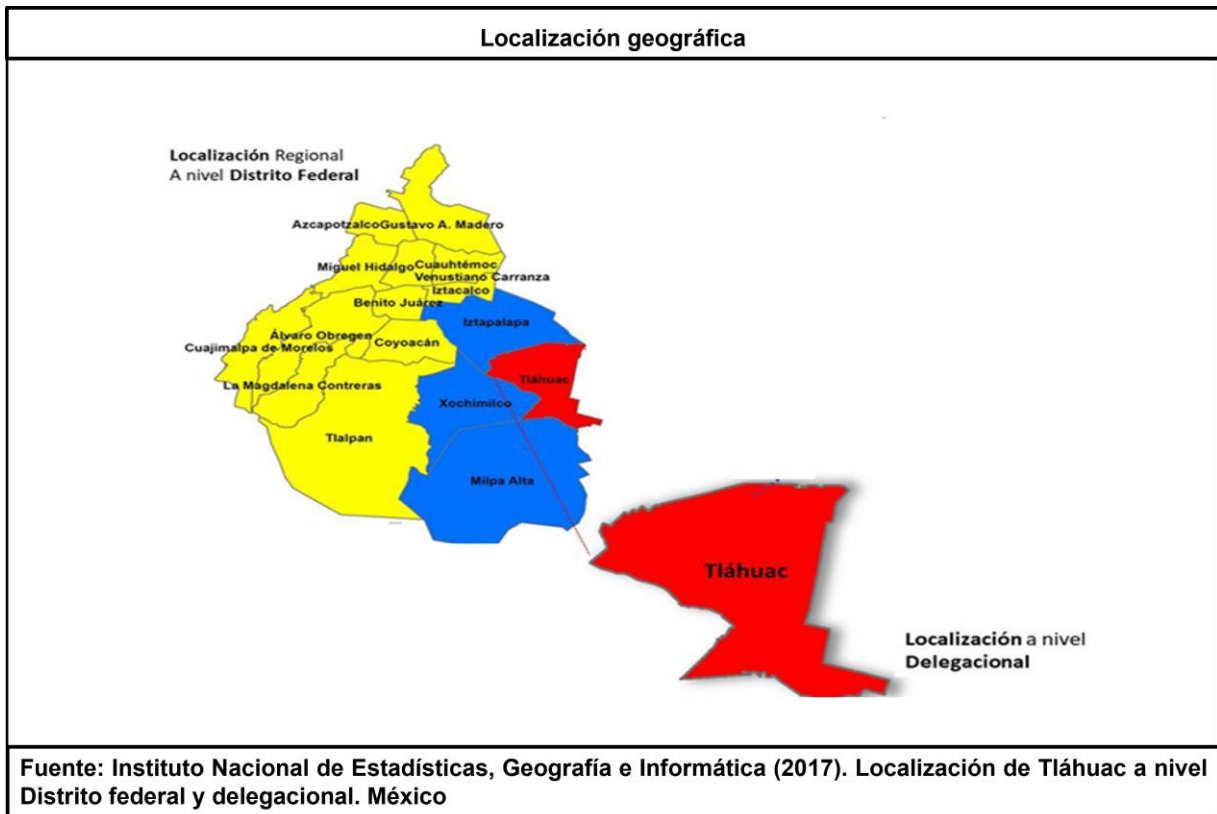 Localización geográfica
Localización Regional
A nivel Distrito Federal
Azcapotzalco
Gustavo A. Madero
Miguel Hidalgo
Cuauhtémoc
Venustiano Carranza
Iztacalco
Benito Juárez
Iztapalapa
Álvaro Obregen
Coyoacán
Cuajimalpa de Morelos
Tláhuac
La Magdalena Contreras
Xochimilco
Tlalpan
Milpa Alta
Tláhuac
Localización a nivel
Delegacional
Fuente: Instituto Nacional de Estadísticas, Geografía e Informática (2017). Localización de Tláhuac a nivel
Distrito federal y delegacional. México